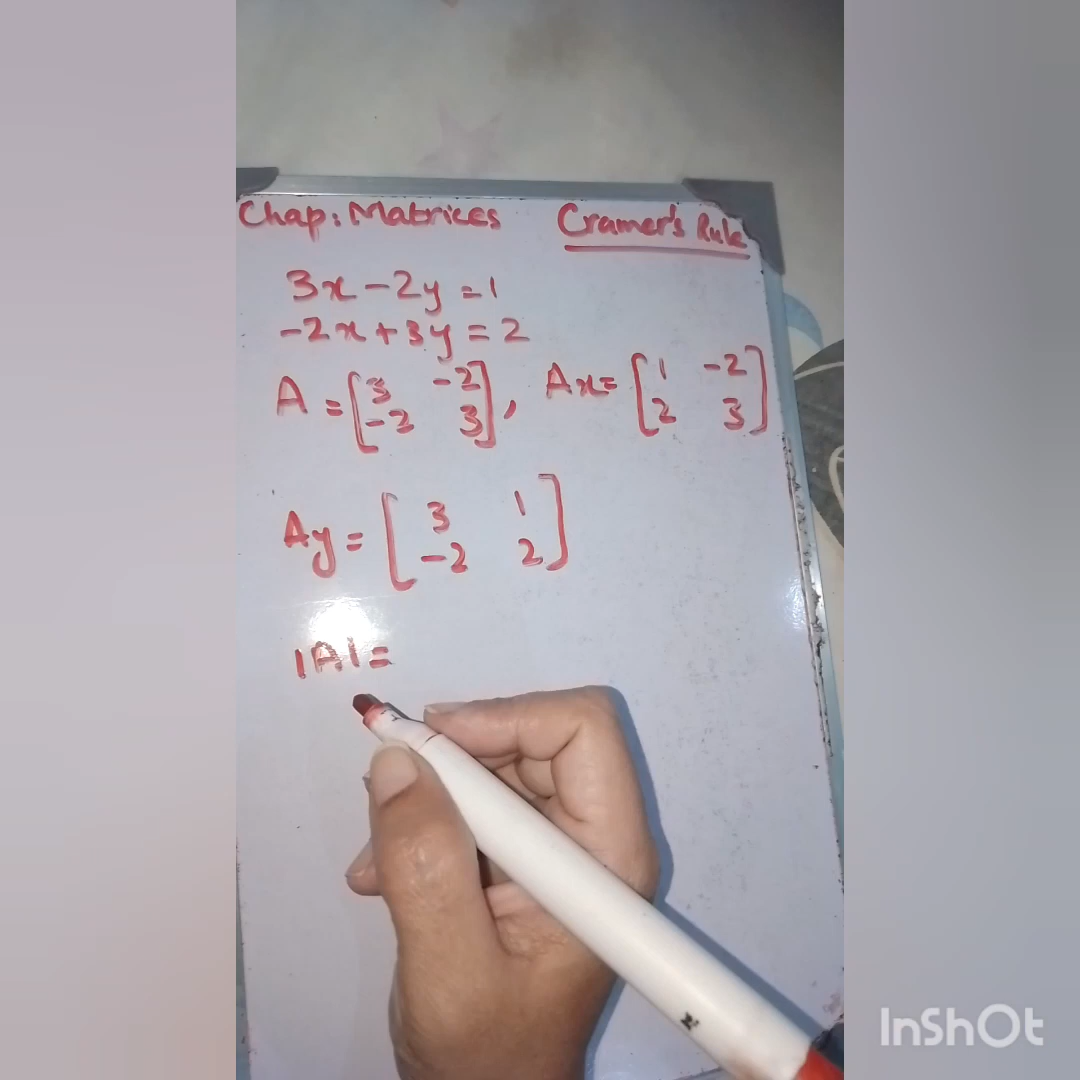 Chap: Matrices Cramer's Rule
3x - 2y = 1
-2x + 3y = 2
A = [3 -2
-2 3], Ax = [1 -2
2 3]
Ay = [3 1
-2 2]
|A| =
InShOt